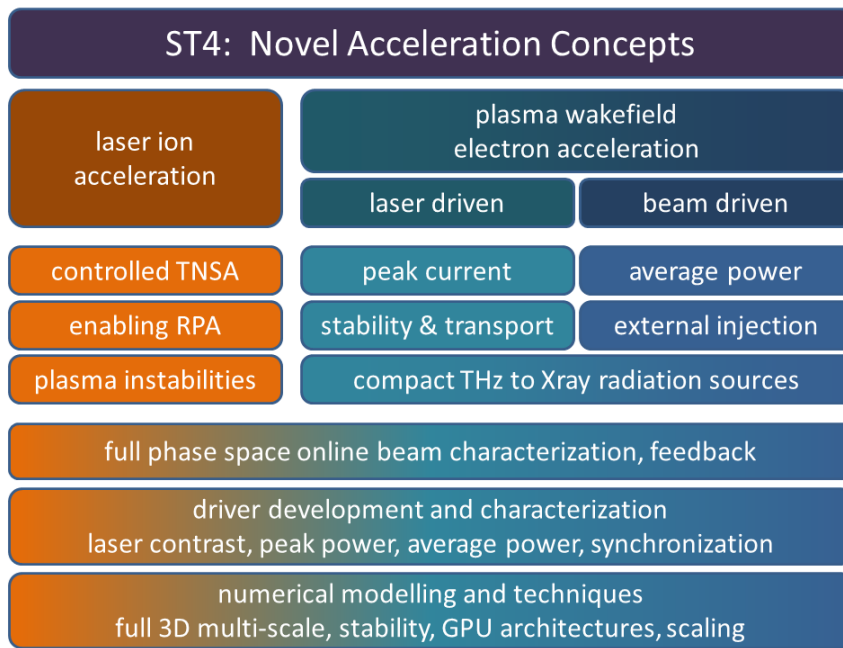 ST4:  Novel Acceleration Concepts
laser ion
acceleration
plasma wakefield
electron acceleration
laser driven
beam driven
controlled TNSA
peak current
average power
enabling RPA
stability & transport
external injection
plasma instabilities
compact THz to Xray radiation sources
full phase space online beam characterization, feedback
driver development and characterization
laser contrast, peak power, average power, synchronization
numerical modelling and techniques
full 3D multi-scale, stability, GPU architectures, scaling